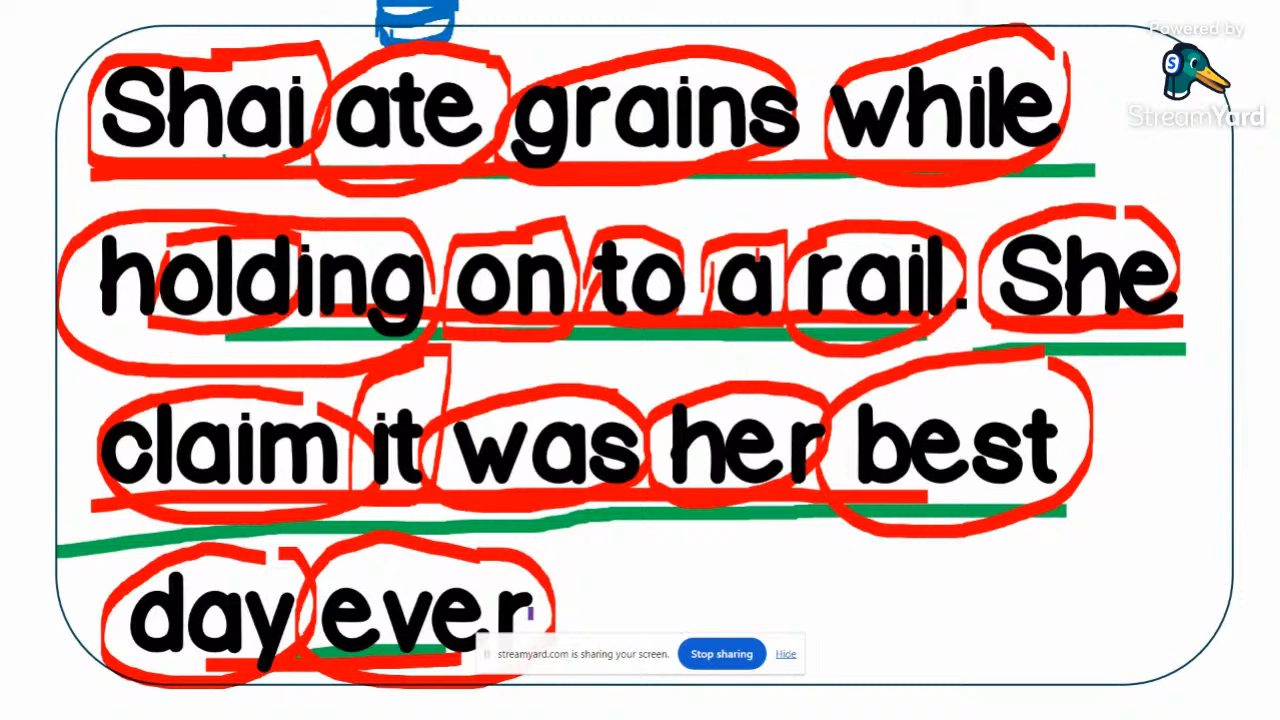 Powered by
StreamYard
Shai ate grains while
holding on to a rail. She
claim it was her best
day ever
streamyard.com is sharing your screen. Stop sharing Hide